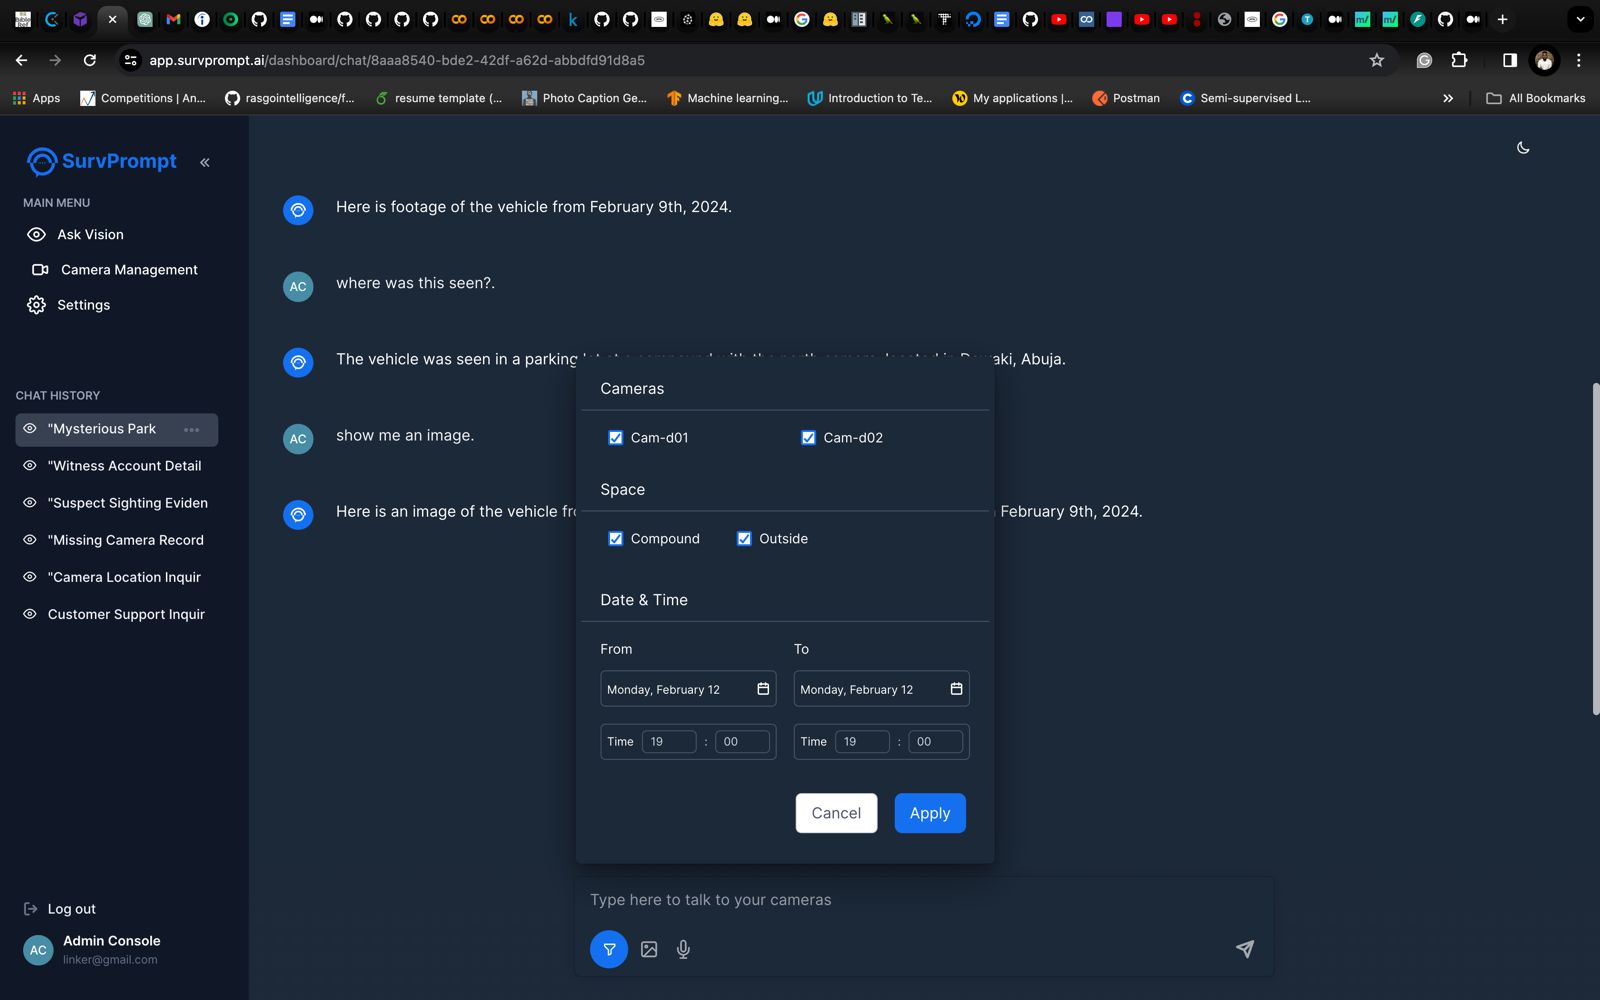 app.survprompt.ai/dashboard/chat/8aaa8540-bde2-42df-a62d-abbdfd91d8a5
Apps
Competitions | An...
rasgointelligence/f...
resume template (...
Photo Caption Ge...
Machine learning...
Introduction to Te...
My applications |...
Postman
Semi-supervised L...
All Bookmarks
SurvPrompt
MAIN MENU
Ask Vision
Camera Management
Settings
CHAT HISTORY
"Mysterious Park
"Witness Account Detail
"Suspect Sighting Eviden
"Missing Camera Record
"Camera Location Inquir
Customer Support Inquir
Log out
AC
Admin Console
linker@gmail.com
Here is footage of the vehicle from February 9th, 2024.
AC
where was this seen?.
The vehicle was seen in a parking
aki, Abuja.
AC
show me an image.
Here is an image of the vehicle
February 9th, 2024.
Cameras
Cam-d01
Cam-d02
Space
Compound
Outside
Date & Time
From
To
Monday, February 12
Monday, February 12
Time 19 : 00
Time 19 : 00
Cancel
Apply
Type here to talk to your cameras